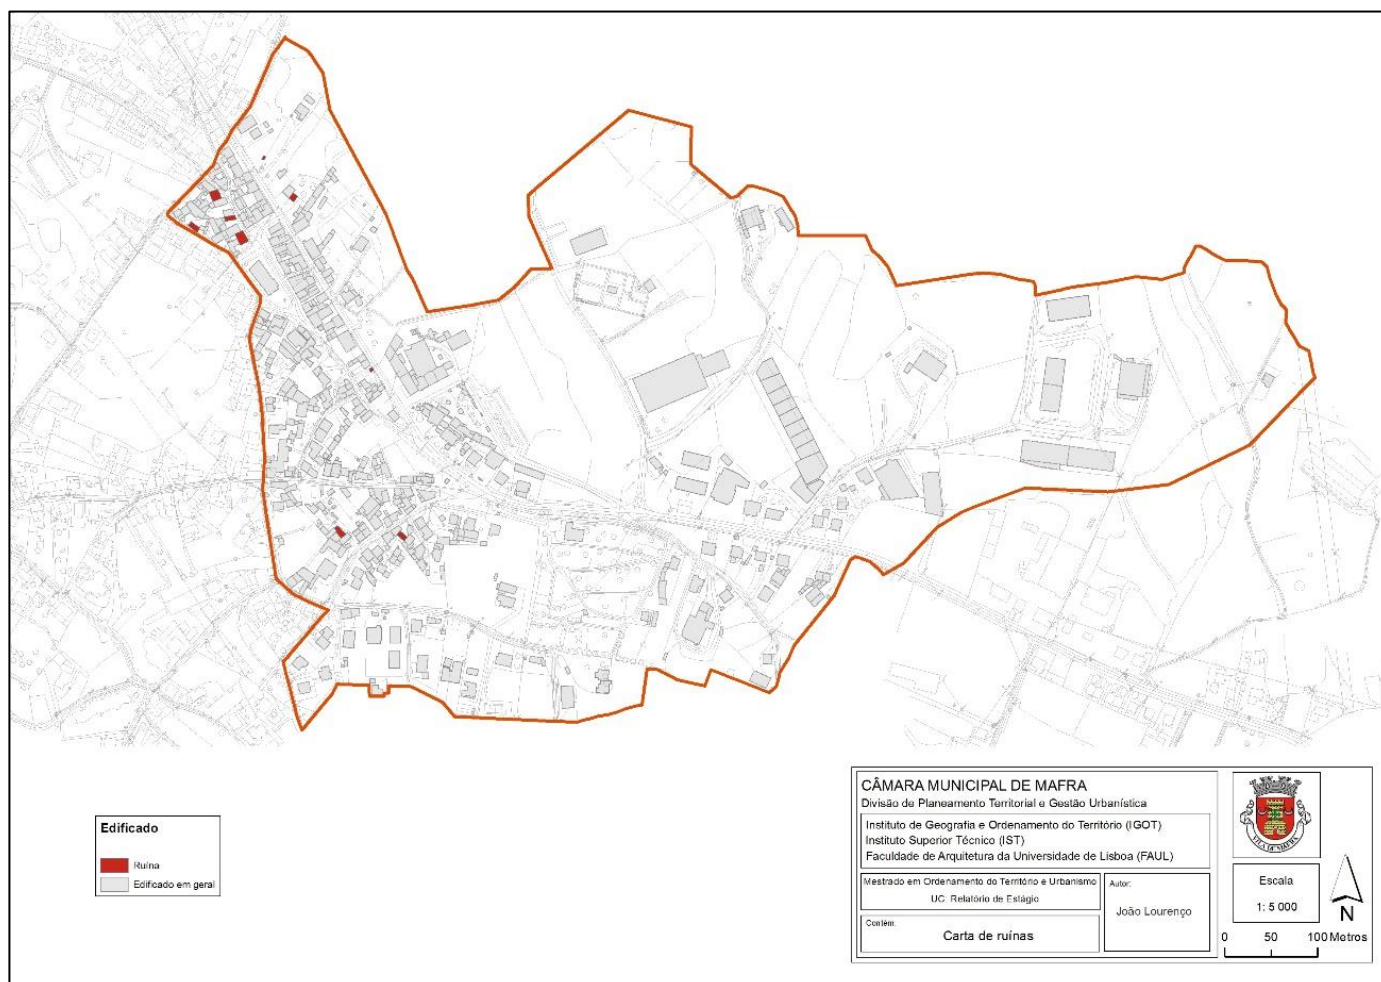 Edificado
Ruína
Edificado em geral
CÂMARA MUNICIPAL DE MAFRA
Divisão de Planeamento Territorial e Gestão Urbanística
Instituto de Geografia e Ordenamento do Território (IGOT)
Instituto Superior Técnico (IST)
Faculdade de Arquitetura da Universidade de Lisboa (FAUL)
Mestrado em Ordenamento do Território e Urbanismo
UC: Relatório de Estágio
Autor:
João Lourenço
Contém:
Carta de ruínas
VILA DE MAFRA
Escala
1: 5 000
N
0 50 100 Metros